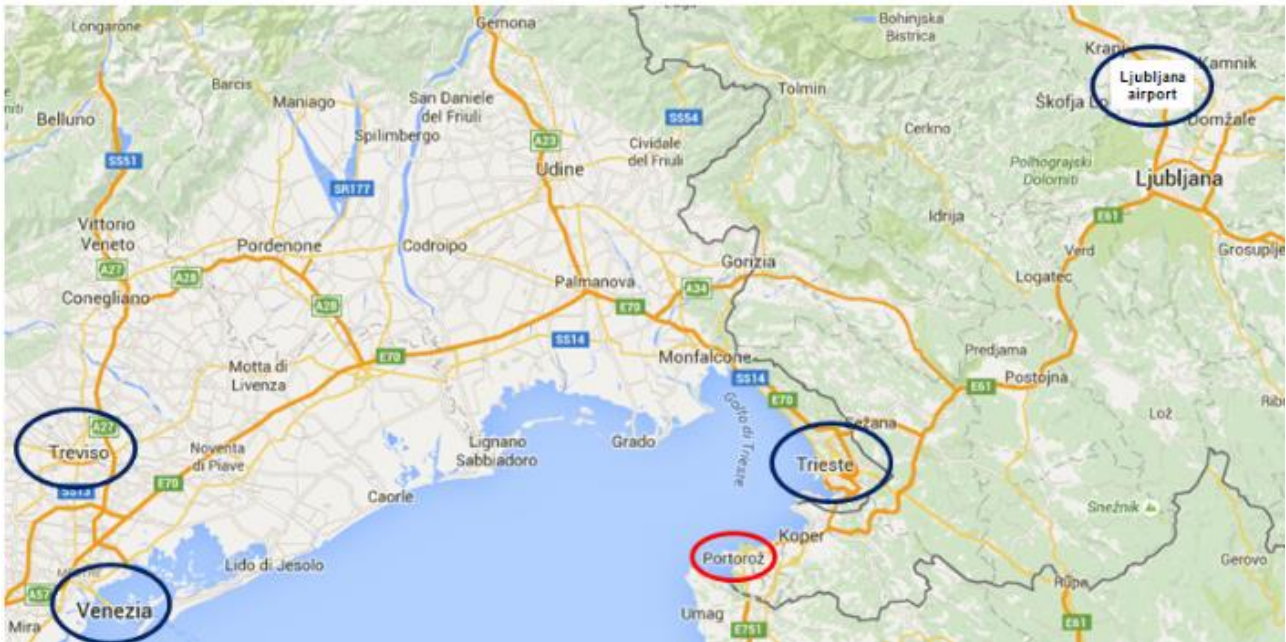 Longarone
Gemona
Bohinjska
Bistrica
Kranj
Kamnik
Barcis
Maniago
San Daniele
del Friuli
Tolmin
Ljubljana
airport
Škofja Lo
Domžale
Belluno
Spilimbergo
SS54
A23
Cividale
del Friuli
Cerkno
SS51
Udine
Polhograjski
Dolomiti
Ljubljana
SR177
Vittorio
Veneto
Pordenone
Codroipo
Idrija
E61
Verd
Grosuplje
A27
A28
Gorizia
Logatec
Conegliano
Palmanova
A34
A28
E70
SS14
Motta di
Livenza
E70
Monfalcone
Predjama
SS14
E61
Postojna
Golfo di Trieste
E70
Sežana
Lož
Ribn
A27
Treviso
Noventa
di Piave
Lignano
Sabbiadoro
Grado
Trieste
SS13
E70
Caorle
Snežnik
Koper
Portorož
Lido di Jesolo
Gerovo
A57
Venezia
Rupa
Mira
Umag
E751
E61